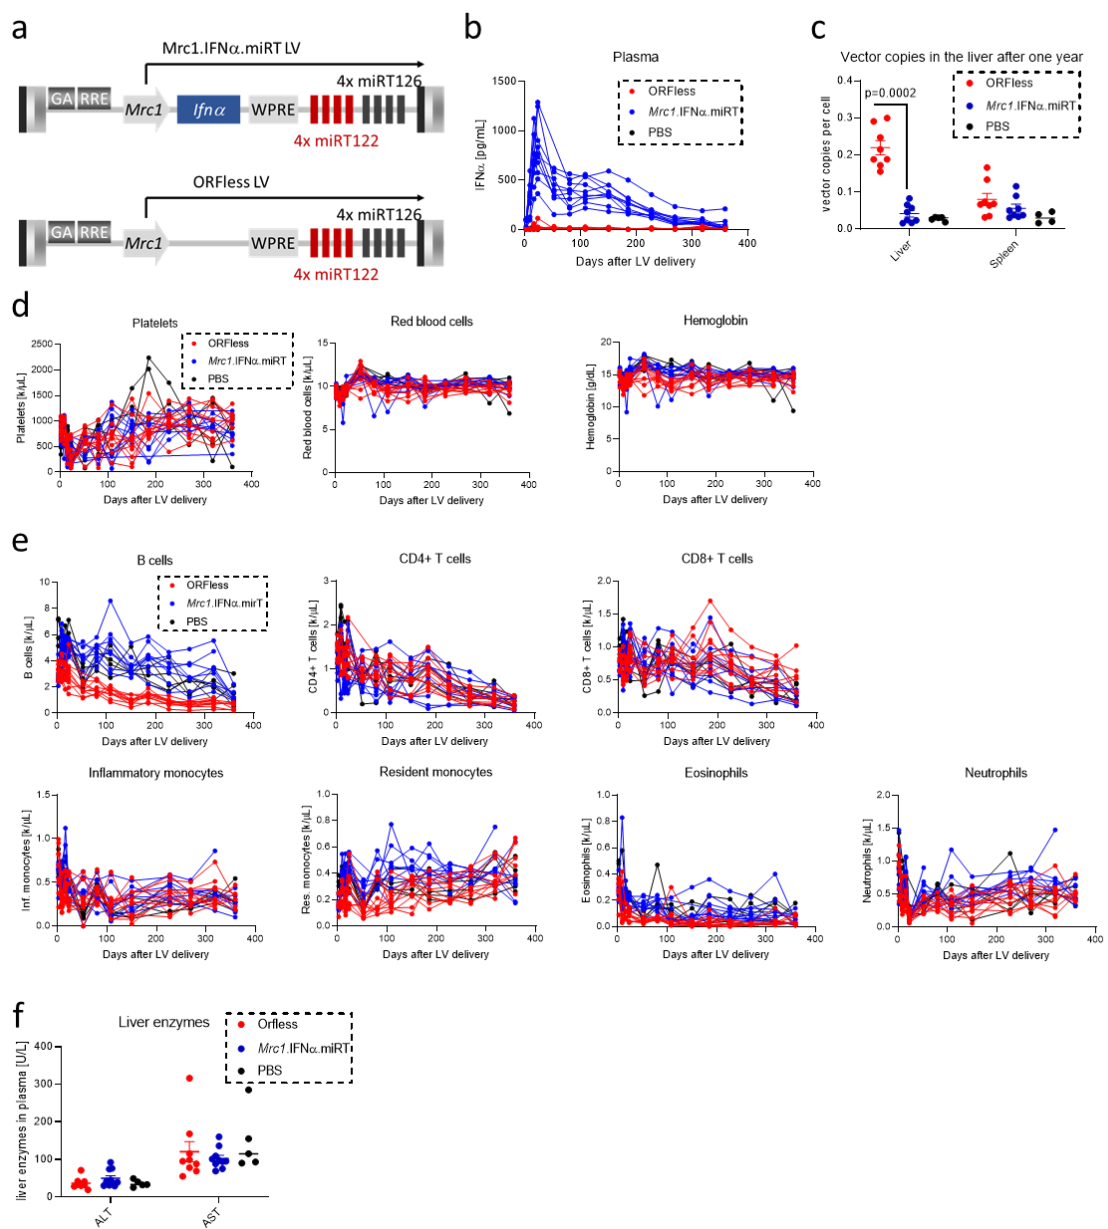 a
Mrc1.IFNα.miRT LV
4x miRT126
GA RRE Mrc1 Ifnα WPRE
4x miRT122
ORFless LV
4x miRT126
GA RRE Mrc1 WPRE
4x miRT122
b
Plasma
ORFless
Mrc1.IFNα.miRT
PBS
IFNα [pg/mL]
1500
1000
500
0
0 100 200 300 400
Days after LV delivery
c
Vector copies in the liver after one year
ORFless
Mrc1.IFNα.miRT
PBS
p=0.0002
vector copies per cell
0.4
0.3
0.2
0.1
0.0
Liver
Spleen
d
Platelets
ORFless
Mrc1.IFNα.miRT
PBS
Platelets [k/µL]
2500
2000
1500
1000
500
0
0 100 200 300 400
Days after LV delivery
Red blood cells
Red blood cells [k/µL]
15
10
5
0
0 100 200 300 400
Days after LV delivery
Hemoglobin
Hemoglobin [g/dL]
20
15
10
5
0
0 100 200 300 400
Days after LV delivery
e
B cells
ORFless
Mrc1.IFNα.mirT
PBS
B cells [k/µL]
10
8
6
4
2
0
0 100 200 300 400
Days after LV delivery
CD4+ T cells
CD4+ T cells [k/µL]
3
2
1
0
0 100 200 300 400
Days after LV delivery
CD8+ T cells
CD8+ T cells [k/µL]
2.0
1.5
1.0
0.5
0.0
0 100 200 300 400
Days after LV delivery
Inflammatory monocytes
Inf. monocytes [k/µL]
1.5
1.0
0.5
0.0
0 100 200 300 400
Days after LV delivery
Resident monocytes
Res. monocytes [k/µL]
1.0
0.8
0.6
0.4
0.2
0.0
0 100 200 300 400
Days after LV delivery
Eosinophils
Eosinophils [k/µL]
1.0
0.8
0.6
0.4
0.2
0.0
0 100 200 300 400
Days after LV delivery
Neutrophils
Neutrophils [k/µL]
2.0
1.5
1.0
0.5
0.0
0 100 200 300 400
Days after LV delivery
f
Liver enzymes
Orfless
Mrc1.IFNα.miRT
PBS
liver enzymes in plasma [U/L]
400
300
200
100
0
ALT
AST